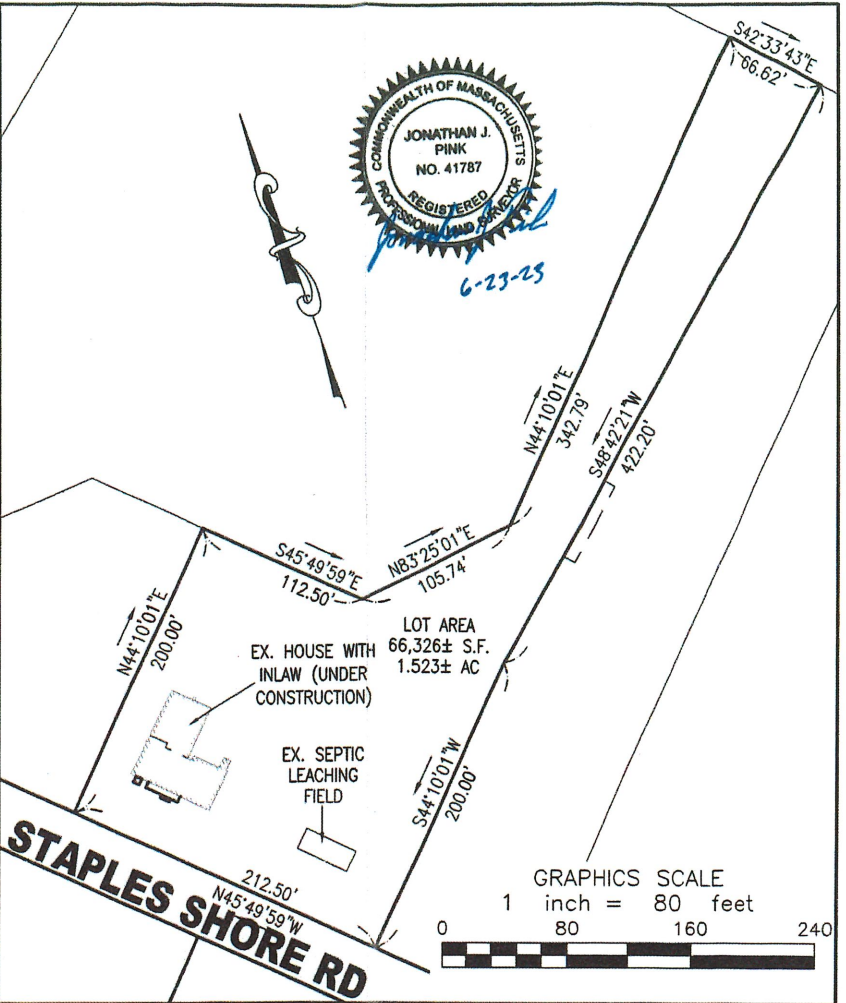 S42°33'43"E
66.62'
COMMONWEALTH OF MASSACHUSETTS
JONATHAN J.
PINK
NO. 41787
REGISTERED
PROFESSIONAL LAND SURVEYOR
6-23-23
N44°10'01"E
342.79'
S48°42'21"W
422.20'
S45°49'59"E
112.50'
N83°25'01"E
105.74'
N44°10'01"E
200.00'
LOT AREA
66,326± S.F.
1.523± AC
EX. HOUSE WITH
INLAW (UNDER
CONSTRUCTION)
EX. SEPTIC
LEACHING
FIELD
S44°10'01"W
200.00'
212.50'
N45°49'59"W
STAPLES SHORE RD
GRAPHICS SCALE
1 inch = 80 feet
0 80 160 240